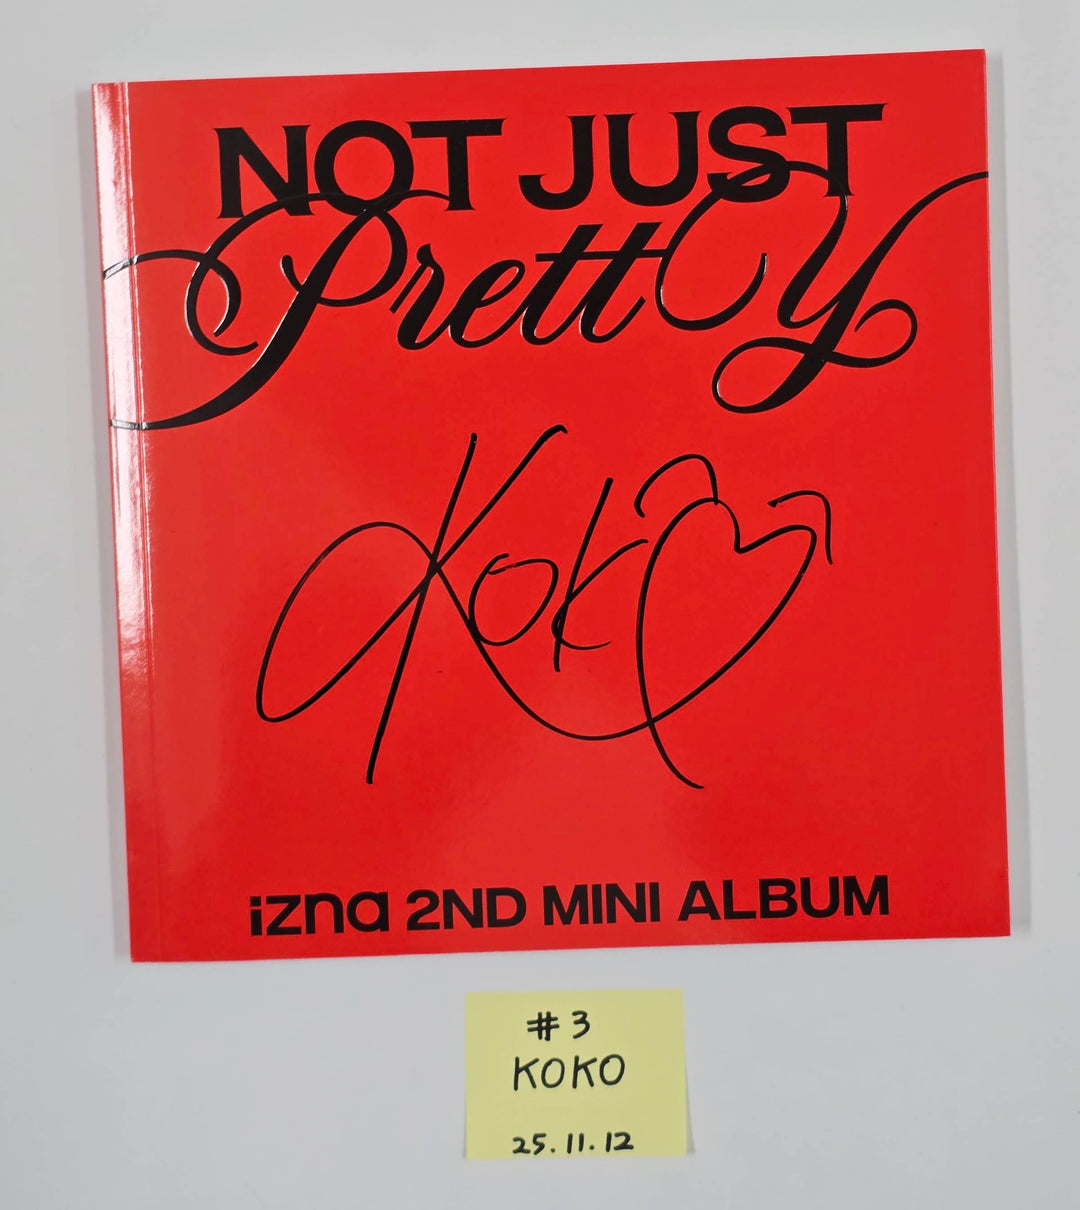 NOT JUST
Pretty
Koko
izna 2ND MINI ALBUM
#3
KOKO
25.11.12